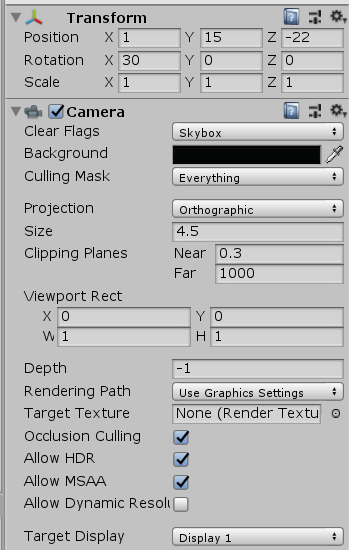 Transform
Position X 1 Y 15 Z -22
Rotation X 30 Y 0 Z 0
Scale X 1 Y 1 Z 1
Camera
Clear Flags Skybox
Background
Culling Mask Everything
Projection Orthographic
Size 4.5
Clipping Planes Near 0.3
Far 1000
Viewport Rect
X 0 Y 0
W 1 H 1
Depth -1
Rendering Path Use Graphics Settings
Target Texture None (Render Textu
Occlusion Culling
Allow HDR
Allow MSAA
Allow Dynamic Resolu
Target Display Display 1